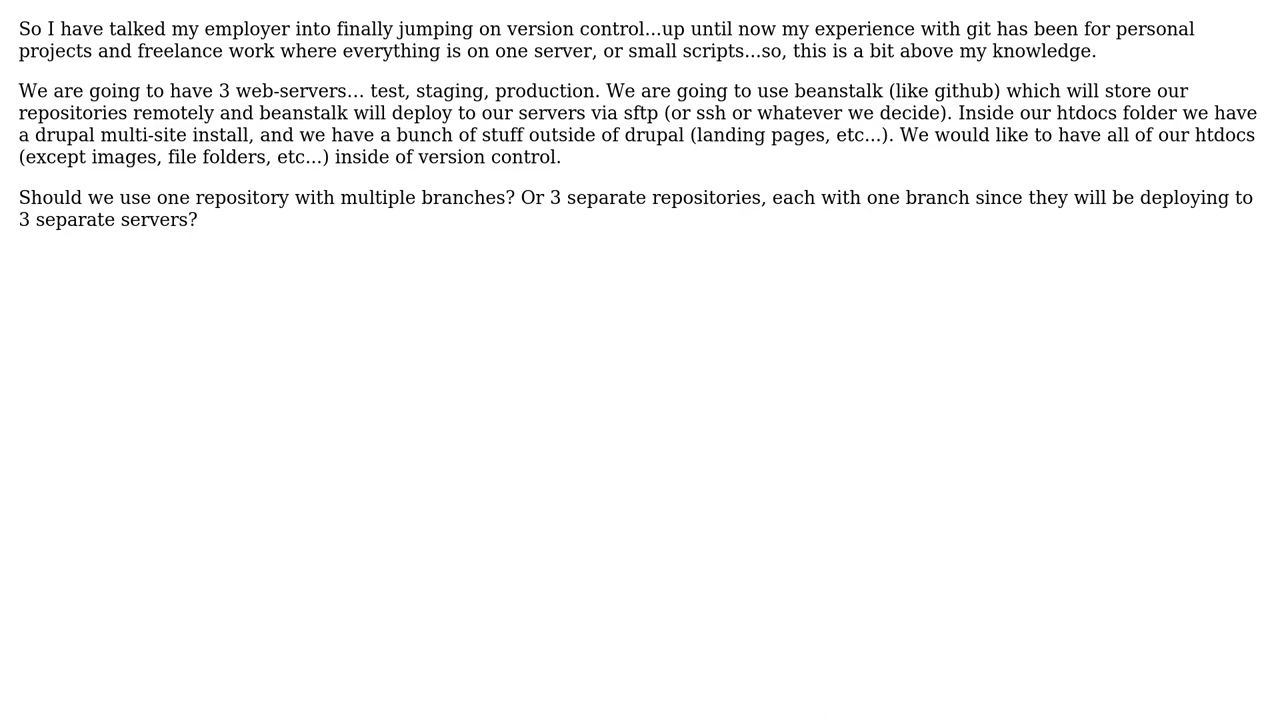 So I have talked my employer into finally jumping on version control...up until now my experience with git has been for personal
projects and freelance work where everything is on one server, or small scripts...so, this is a bit above my knowledge.
We are going to have 3 web-servers... test, staging, production. We are going to use beanstalk (like github) which will store our
repositories remotely and beanstalk will deploy to our servers via sftp (or ssh or whatever we decide). Inside our htdocs folder we have
a drupal multi-site install, and we have a bunch of stuff outside of drupal (landing pages, etc...). We would like to have all of our htdocs
(except images, file folders, etc...) inside of version control.
Should we use one repository with multiple branches? Or 3 separate repositories, each with one branch since they will be deploying to
3 separate servers?